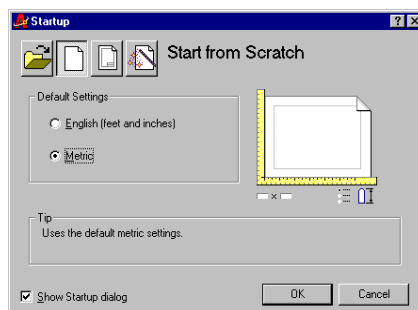 Startup
Start from Scratch
Default Settings
English (feet and inches)
Metric
Tip
Uses the default metric settings.
Show Startup dialog
OK
Cancel